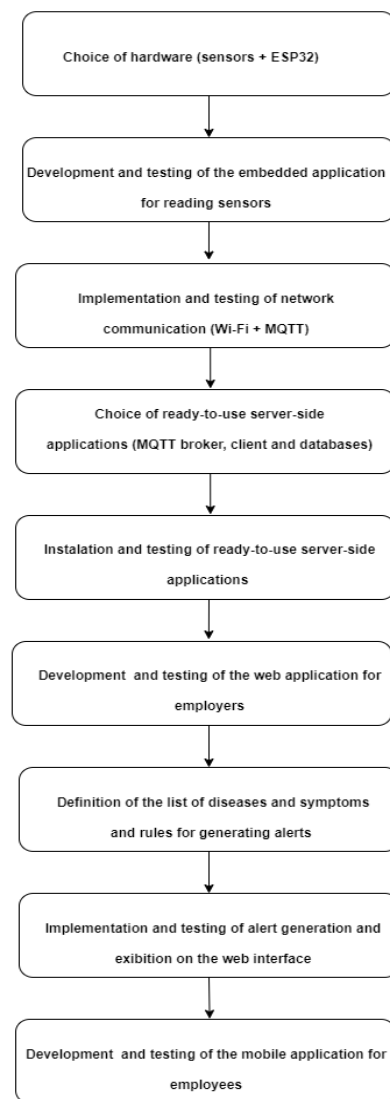 Choice of hardware (sensors + ESP32)
Development and testing of the embedded application
for reading sensors
Implementation and testing of network
communication (Wi-Fi + MQTT)
Choice of ready-to-use server-side
applications (MQTT broker, client and databases)
Instalation and testing of ready-to-use server-side
applications
Development and testing of the web application for
employers
Definition of the list of diseases and symptoms
and rules for generating alerts
Implementation and testing of alert generation and
exibition on the web interface
Development and testing of the mobile application for
employees